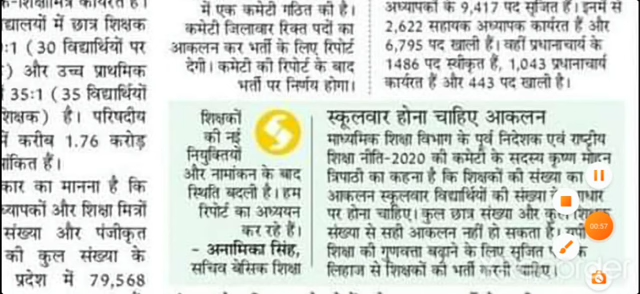 क-शिक्षामित्र कार्यरत हैं।
द्यालयों में छात्र शिक्षक
:1 (30 विद्यार्थियों पर
) और उच्च प्राथमिक
35:1 (35 विद्यार्थियों
शिक्षक) है। परिषदीय
में करीब 1.76 करोड़
मांकित हैं।
कार का मानना है कि
ध्यापकों और शिक्षा मित्रों
संख्या और पंजीकृत
की कुल संख्या के
प्रदेश में 79,568
में एक कमेटी गठित की है।
कमेटी जिलावार रिक्त पदों का
आकलन कर भर्ती के लिए रिपोर्ट
देगी। कमेटी की रिपोर्ट के बाद
भर्ती पर निर्णय होगा।
अध्यापकों के 9,417 पद सृजित हैं। इनमें से
2,622 सहायक अध्यापक कार्यरत हैं और
6,795 पद खाली हैं। वहीं प्रधानाचार्य के
1486 पद स्वीकृत हैं, 1,043 प्रधानाचार्य
कार्यरत हैं और 443 पद खाली हैं।
शिक्षकों
की नई
नियुक्तियों
और नामांकन के बाद
स्थिति बदली है। हम
रिपोर्ट का अध्ययन
कर रहे हैं।
- अनामिका सिंह,
सचिव बेसिक शिक्षा
स्कूलवार होना चाहिए आकलन
माध्यमिक शिक्षा विभाग के पूर्व निदेशक एवं राष्ट्रीय
शिक्षा नीति-2020 की कमेटी के सदस्य कृष्ण मोहन
त्रिपाठी का कहना है कि शिक्षकों की संख्या का
आकलन स्कूलवार विद्यार्थियों की संख्या के आधार
पर होना चाहिए। कुल छात्र संख्या और कुल शिक्षक
संख्या से सही आकलन नहीं हो सकता है।
शिक्षा की गुणवत्ता बढ़ाने के लिए सृजित के
लिहाज से शिक्षकों की भर्ती करनी चाहिए।
00:57